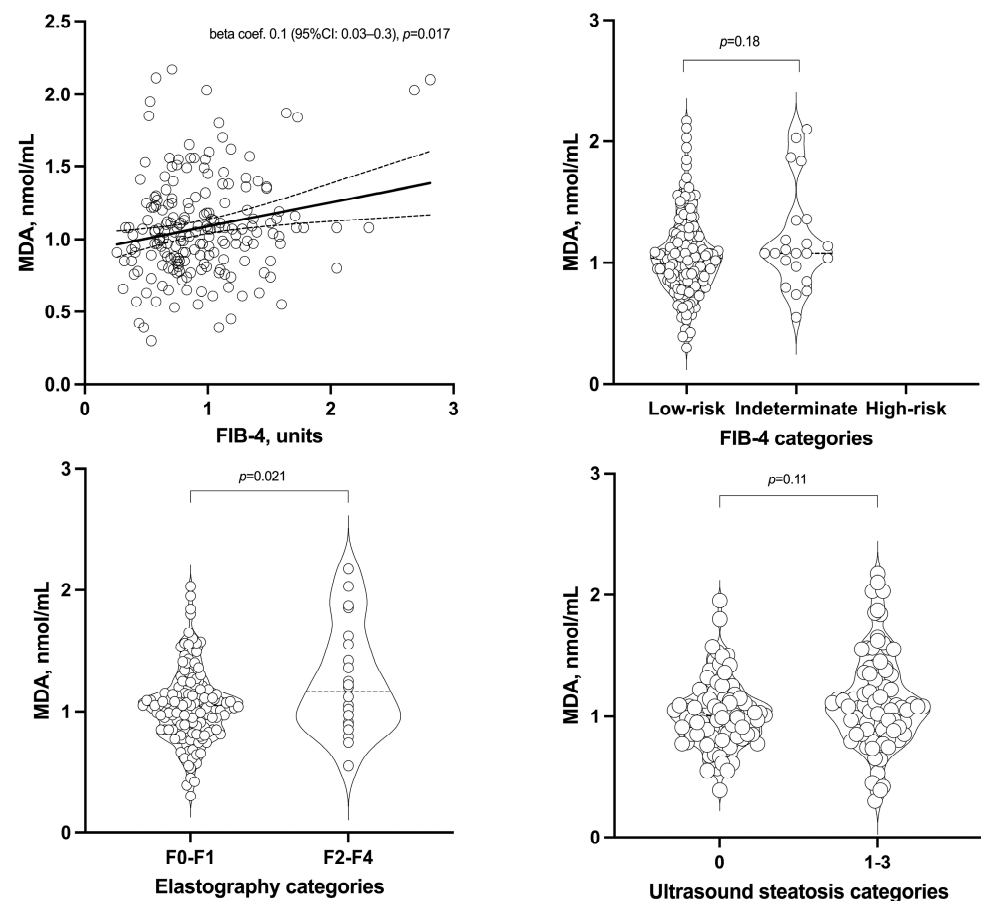 beta coef. 0.1 (95%CI: 0.03–0.3), p=0.017
MDA, nmol/mL
2.5
2.0
1.5
1.0
0.5
0.0
0 1 2 3
FIB-4, units
p=0.18
MDA, nmol/mL
3
2
1
0
Low-risk Indeterminate High-risk
FIB-4 categories
p=0.021
MDA, nmol/mL
3
2
1
0
F0-F1 F2-F4
Elastography categories
p=0.11
MDA, nmol/mL
3
2
1
0
0 1-3
Ultrasound steatosis categories